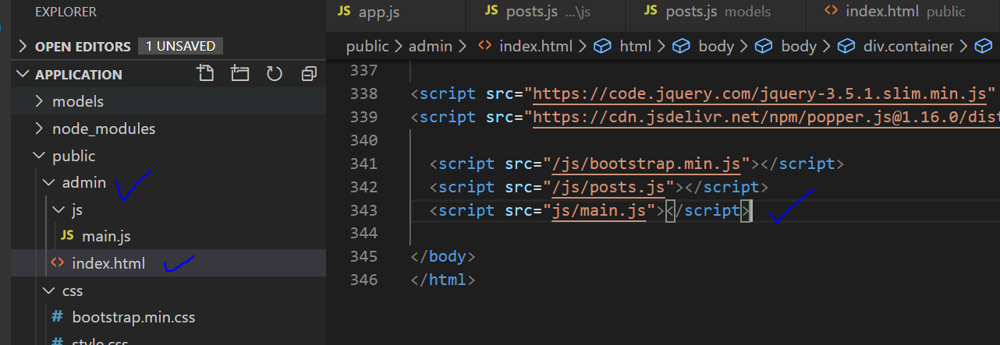 EXPLORER
JS app.js
JS posts.js ...\js
JS posts.js models
<> index.html public
OPEN EDITORS 1 UNSAVED
public > admin > <> index.html > html > body > body > div.container >
APPLICATION
models
node_modules
public
admin
js
JS main.js
<> index.html
css
# bootstrap.min.css
# style.css
337
338 <script src="https://code.jquery.com/jquery-3.5.1.slim.min.js"
339 <script src="https://cdn.jsdelivr.net/npm/popper.js@1.16.0/dist
340
341 <script src="/js/bootstrap.min.js"></script>
342 <script src="/js/posts.js"></script>
343 <script src="js/main.js"></script>
344
345 </body>
346 </html>